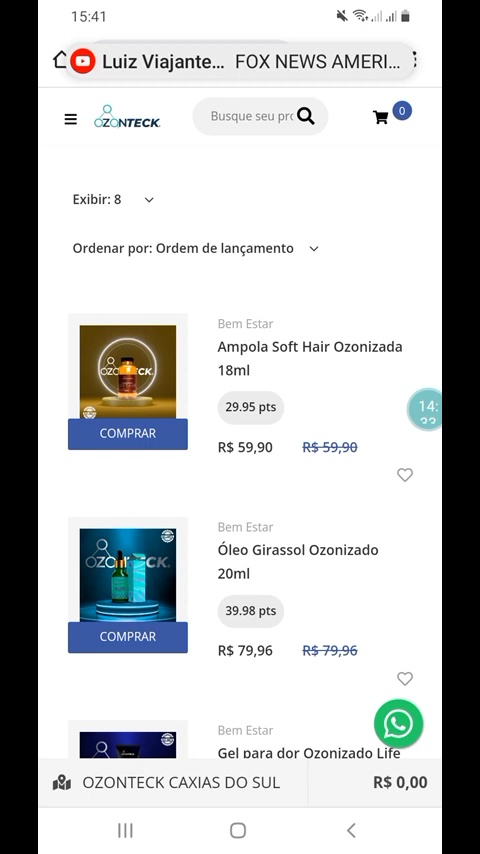 15:41
Luiz Viajante... FOX NEWS AMERI...
OZONTECK
Busque seu pro
0
Exibir: 8
Ordenar por: Ordem de lançamento
Bem Estar
Ampola Soft Hair Ozonizada
18ml
29.95 pts
COMPRAR
R$ 59,90 R$ 59,90
14:
33
Bem Estar
Óleo Girassol Ozonizado
20ml
OZONTECK
39.98 pts
COMPRAR
R$ 79,96 R$ 79,96
Bem Estar
Gel para dor Ozonizado Life
OZONTECK CAXIAS DO SUL R$ 0,00